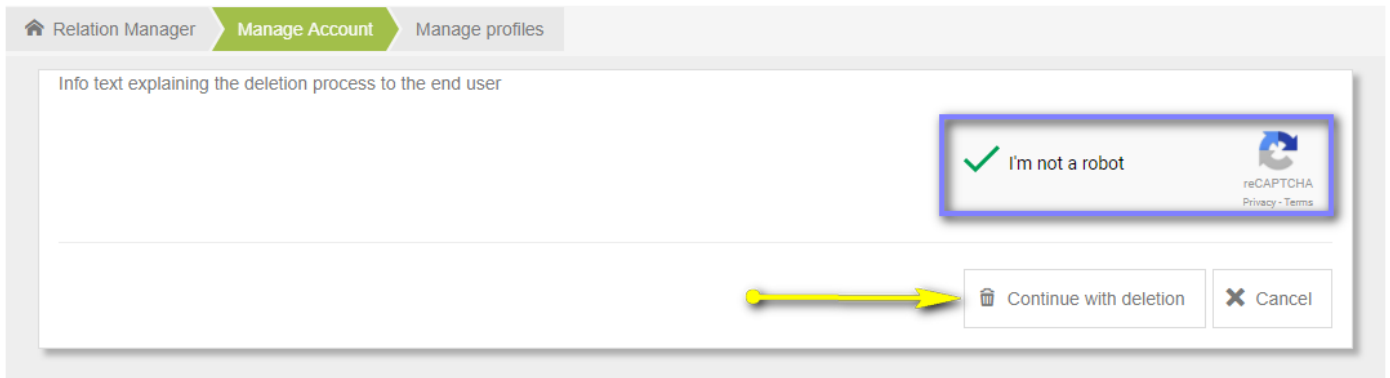 Relation Manager Manage Account Manage profiles
Info text explaining the deletion process to the end user
I'm not a robot
reCAPTCHA
Privacy - Terms
Continue with deletion Cancel